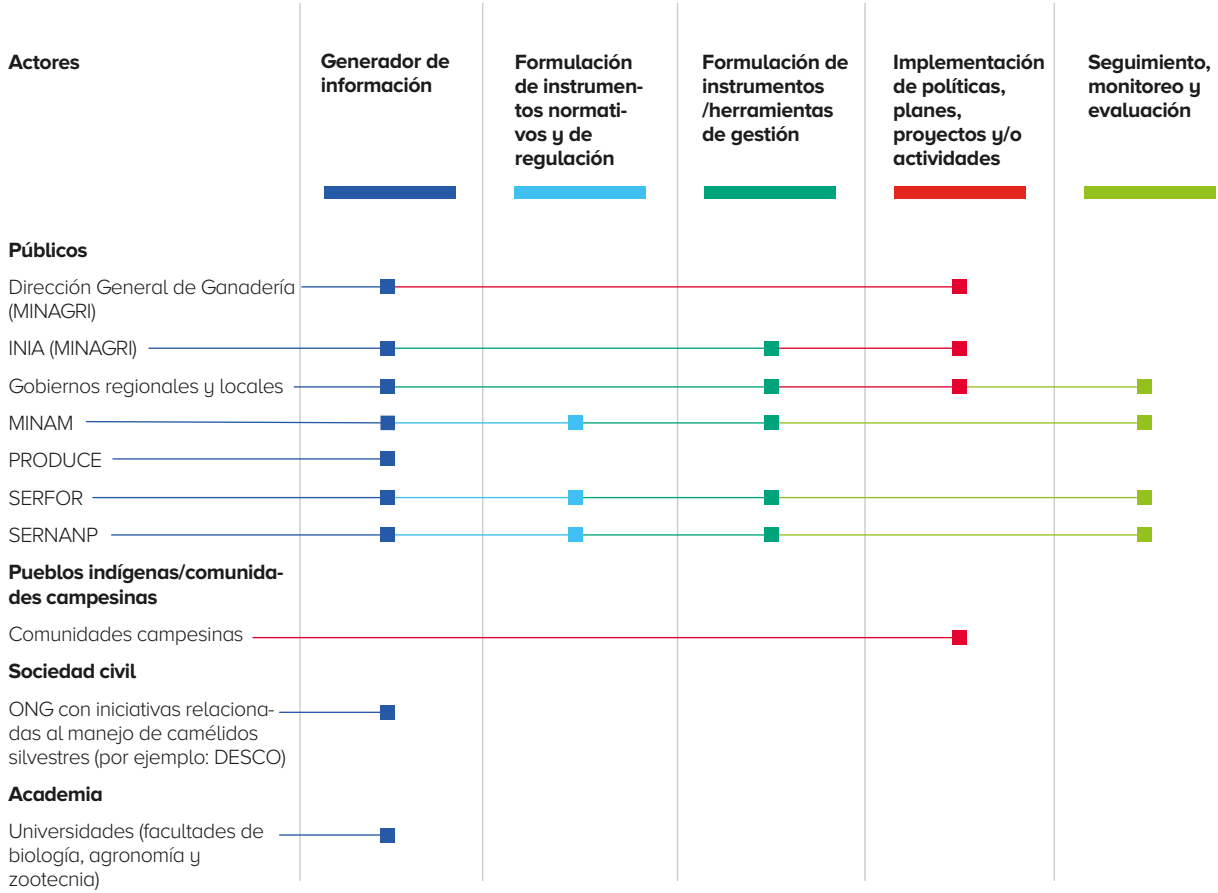 Actores
Generador de
información
Formulación
de instrumen-
tos normati-
vos y de
regulación
Formulación de
instrumentos
/herramientas
de gestión
Implementación
de políticas,
planes,
proyectos y/o
actividades
Seguimiento,
monitoreo y
evaluación
Públicos
Dirección General de Ganadería
(MINAGRI)
INIA (MINAGRI)
Gobiernos regionales y locales
MINAM
PRODUCE
SERFOR
SERNANP
Pueblos indígenas/comunida-
des campesinas
Comunidades campesinas
Sociedad civil
ONG con iniciativas relaciona-
das al manejo de camélidos
silvestres (por ejemplo: DESCO)
Academia
Universidades (facultades de
biología, agronomía y
zootecnia)